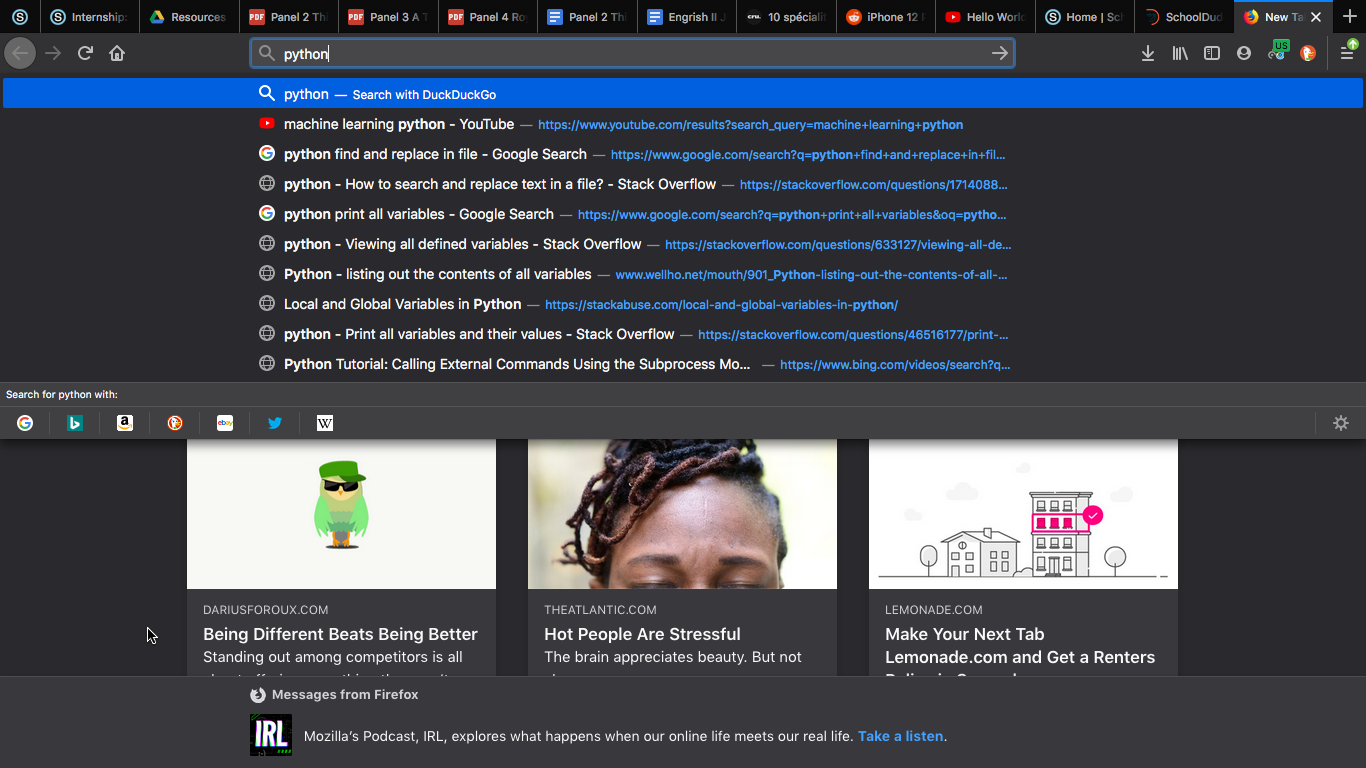 Internship:
Resources
PDF Panel 2 Thi
PDF Panel 3 A T
PDF Panel 4 Ro
Panel 2 Thi
Engrish II J
10 spécialit
iPhone 12 P
Hello World
Home | Sch
SchoolDud
New Tab
python
US
python — Search with DuckDuckGo
machine learning python - YouTube — https://www.youtube.com/results?search_query=machine+learning+python
python find and replace in file - Google Search — https://www.google.com/search?q=python+find+and+replace+in+fil...
python - How to search and replace text in a file? - Stack Overflow — https://stackoverflow.com/questions/1714088...
python print all variables - Google Search — https://www.google.com/search?q=python+print+all+variables&oq=pytho...
python - Viewing all defined variables - Stack Overflow — https://stackoverflow.com/questions/633127/viewing-all-de...
Python - listing out the contents of all variables — www.wellho.net/mouth/901_Python-listing-out-the-contents-of-all-...
Local and Global Variables in Python — https://stackabuse.com/local-and-global-variables-in-python/
python - Print all variables and their values - Stack Overflow — https://stackoverflow.com/questions/46516177/print-...
Python Tutorial: Calling External Commands Using the Subprocess Mo... — https://www.bing.com/videos/search?q...
Search for python with:
ebay
W
DARIUSFOROUX.COM
Being Different Beats Being Better
Standing out among competitors is all
THEATLANTIC.COM
Hot People Are Stressful
The brain appreciates beauty. But not
LEMONADE.COM
Make Your Next Tab
Lemonade.com and Get a Renters
Messages from Firefox
IRL
Mozilla's Podcast, IRL, explores what happens when our online life meets our real life. Take a listen.